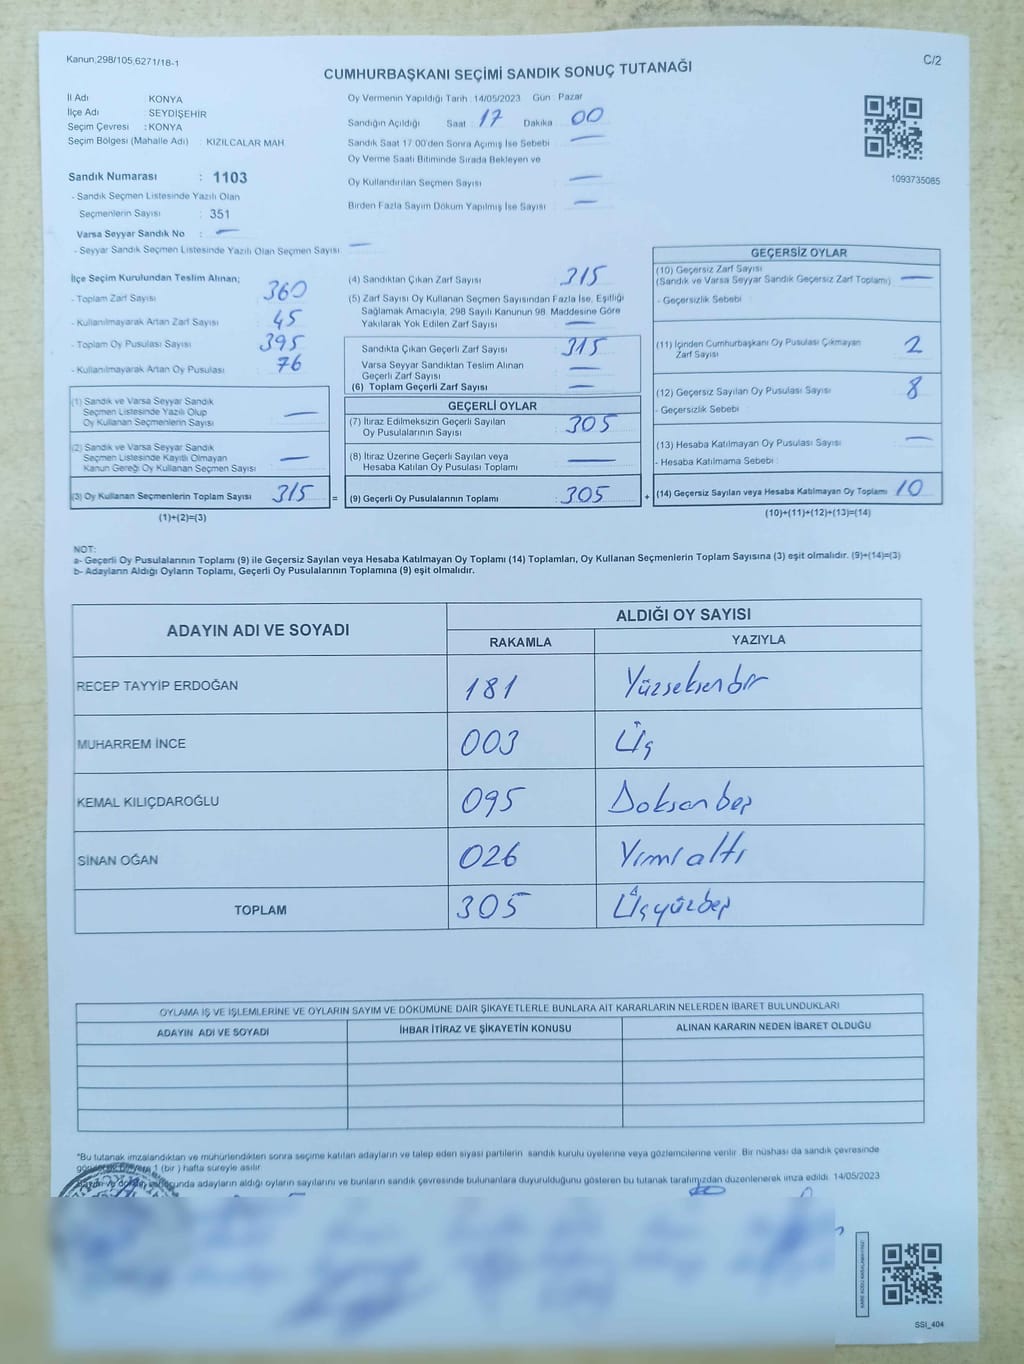 Kanun,298/105,6271/18-1
C/2
CUMHURBAŞKANI SEÇİMİ SANDIK SONUÇ TUTANAĞI
İl Adı KONYA
İlçe Adı SEYDİŞEHİR
Seçim Çevresi : KONYA
Seçim Bölgesi (Mahalle Adı) : KIZILCALAR MAH.
Sandık Numarası : 1103
- Sandık Seçmen Listesinde Yazılı Olan
Seçmenlerin Sayısı : 351
Varsa Seyyar Sandık No : —
- Seyyar Sandık Seçmen Listesinde Yazılı Olan Seçmen Sayısı : —
Oy Vermenin Yapıldığı Tarih : 14/05/2023 Gün : Pazar
Sandığın Açıldığı Saat : 17 Dakika : 00
Sandık Saat 17.00'den Sonra Açımış İse Sebebi : —
Oy Verme Saati Bitiminde Sırada Bekleyen ve
Oy Kullandırılan Seçmen Sayısı : —
Birden Fazla Sayım Döküm Yapılmış İse Sayısı : —
1093735085
İlçe Seçim Kurulundan Teslim Alınan;
- Toplam Zarf Sayısı : 360
- Kullanılmayarak Artan Zarf Sayısı : 45
- Toplam Oy Pusulası Sayısı : 395
- Kullanılmayarak Artan Oy Pusulası : 76
(1) Sandık ve Varsa Seyyar Sandık
Seçmen Listesinde Yazılı Olup
Oy Kullanan Seçmenlerin Sayısı —
(2) Sandık ve Varsa Seyyar Sandık
Seçmen Listesinde Kayıtlı Olmayan
Kanun Gereği Oy Kullanan Seçmen Sayısı —
(3) Oy Kullanan Seçmenlerin Toplam Sayısı 315
(1)+(2)=(3)
=
(4) Sandıktan Çıkan Zarf Sayısı : 315
(5) Zarf Sayısı Oy Kullanan Seçmen Sayısından Fazla İse, Eşitliği
Sağlamak Amacıyla, 298 Sayılı Kanunun 98. Maddesine Göre
Yakılarak Yok Edilen Zarf Sayısı : —
Sandıkta Çıkan Geçerli Zarf Sayısı : 315
Varsa Seyyar Sandıktan Teslim Alınan
Geçerli Zarf Sayısı : —
(6) Toplam Geçerli Zarf Sayısı : —
GEÇERLİ OYLAR
(7) İtiraz Edilmeksizin Geçerli Sayılan
Oy Pusulalarının Sayısı : 305
(8) İtiraz Üzerine Geçerli Sayılan veya
Hesaba Katılan Oy Pusulası Toplamı : —
(9) Geçerli Oy Pusulalarının Toplamı : 305
+
GEÇERSİZ OYLAR
(10) Geçersiz Zarf Sayısı
(Sandık ve Varsa Seyyar Sandık Geçersiz Zarf Toplamı) : —
- Geçersizlik Sebebi :
(11) İçinden Cumhurbaşkanı Oy Pusulası Çıkmayan
Zarf Sayısı : 2
(12) Geçersiz Sayılan Oy Pusulası Sayısı : 8
- Geçersizlik Sebebi :
(13) Hesaba Katılmayan Oy Pusulası Sayısı : —
- Hesaba Katılmama Sebebi :
(14) Geçersiz Sayılan veya Hesaba Katılmayan Oy Toplamı : 10
(10)+(11)+(12)+(13)=(14)
NOT:
a- Geçerli Oy Pusulalarının Toplamı (9) ile Geçersiz Sayılan veya Hesaba Katılmayan Oy Toplamı (14) Toplamları, Oy Kullanan Seçmenlerin Toplam Sayısına (3) eşit olmalıdır. (9)+(14)=(3)
b- Adayların Aldığı Oyların Toplamı, Geçerli Oy Pusulalarının Toplamına (9) eşit olmalıdır.
ADAYIN ADI VE SOYADI
ALDIĞI OY SAYISI
RAKAMLA YAZIYLA
RECEP TAYYİP ERDOĞAN 181 Yüzseksenbir
MUHARREM İNCE 003 Üç
KEMAL KILIÇDAROĞLU 095 Doksanbeş
SİNAN OĞAN 026 Yirmialtı
TOPLAM 305 Üçyüzbeş
OYLAMA İŞ VE İŞLEMLERİNE VE OYLARIN SAYIM VE DÖKÜMÜNE DAİR ŞİKAYETLERLE BUNLARA AİT KARARLARIN NELERDEN İBARET BULUNDUKLARI
ADAYIN ADI VE SOYADI İHBAR İTİRAZ VE ŞİKAYETİN KONUSU ALINAN KARARIN NEDEN İBARET OLDUĞU
*Bu tutanak imzalandıktan ve mühürlendikten sonra seçime katılan adayların ve talep eden siyasi partilerin sandık kurulu üyelerine veya gözlemcilerine verilir. Bir nüshası da sandık çevresinde
1 (bir) hafta süreyle asılır.
adayların aldığı oyların sayılarını ve bunların sandık çevresinde bulunanlara duyurulduğunu gösteren bu tutanak tarafımızdan düzenlenerek imza edildi. 14/05/2023
SSI_404